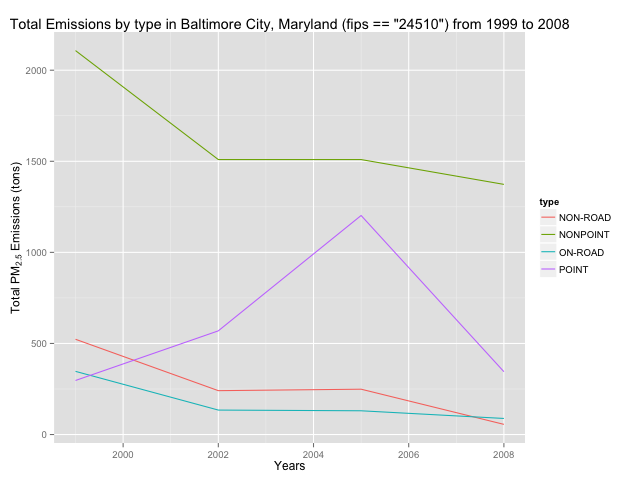 Total Emissions by type in Baltimore City, Maryland (fips == "24510") from 1999 to 2008
Total PM2.5 Emissions (tons)
2000
1500
1000
500
0
2000
2002
2004
2006
2008
Years
type
NON-ROAD
NONPOINT
ON-ROAD
POINT